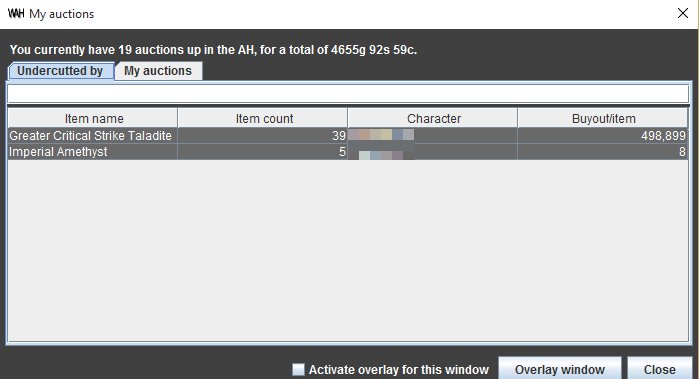 WAH My auctions
You currently have 19 auctions up in the AH, for a total of 4655g 92s 59c.
Undercutted by My auctions
Item name Item count Character Buyout/item
Greater Critical Strike Taladite 39 498,899
Imperial Amethyst 5 8
Activate overlay for this window Overlay window Close